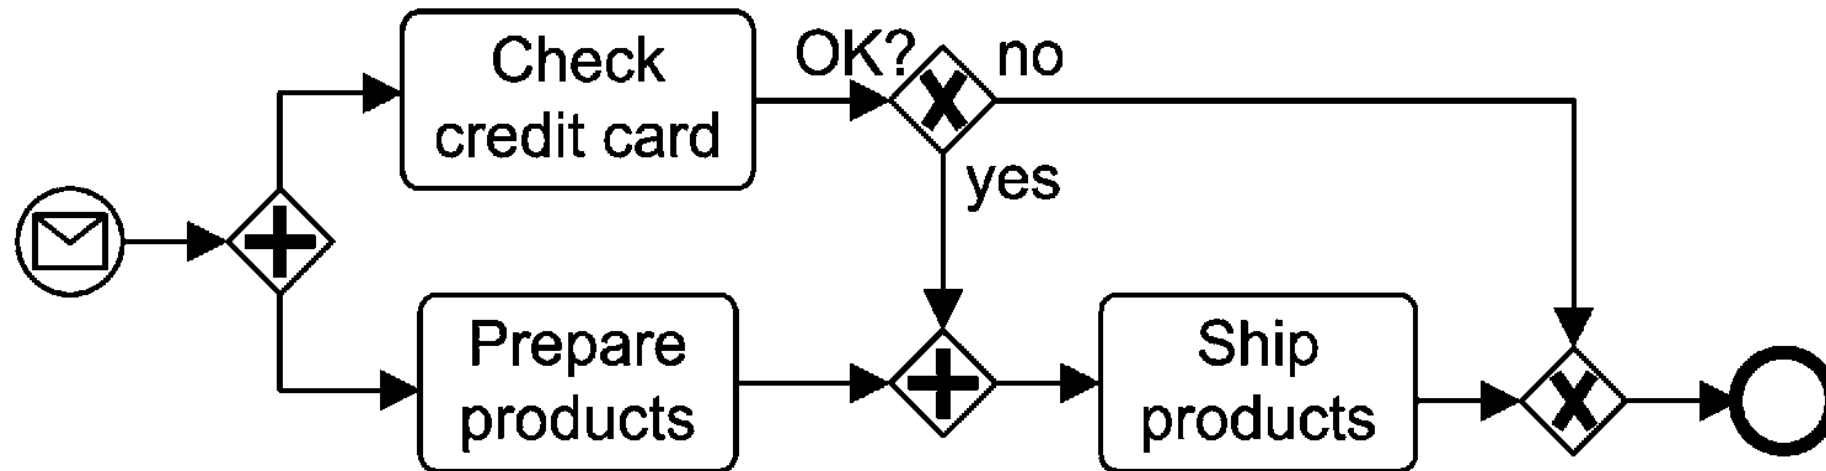 Check
credit card
OK?
no
yes
Prepare
products
Ship
products